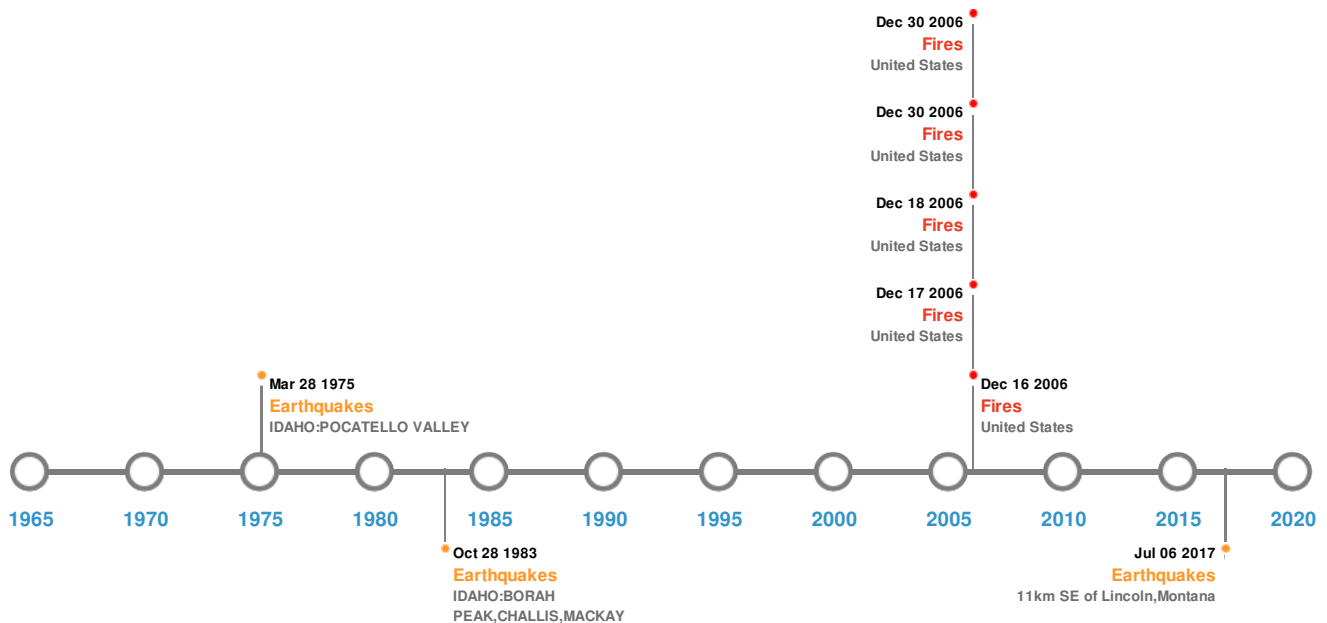 Dec 30 2006
Fires
United States
Dec 30 2006
Fires
United States
Dec 18 2006
Fires
United States
Dec 17 2006
Fires
United States
Mar 28 1975
Earthquakes
IDAHO:POCATELLO VALLEY
Dec 16 2006
Fires
United States
1965 1970 1975 1980 1985 1990 1995 2000 2005 2010 2015 2020
Oct 28 1983
Earthquakes
IDAHO:BORAH
PEAK,CHALLIS,MACKAY
Jul 06 2017
Earthquakes
11km SE of Lincoln,Montana